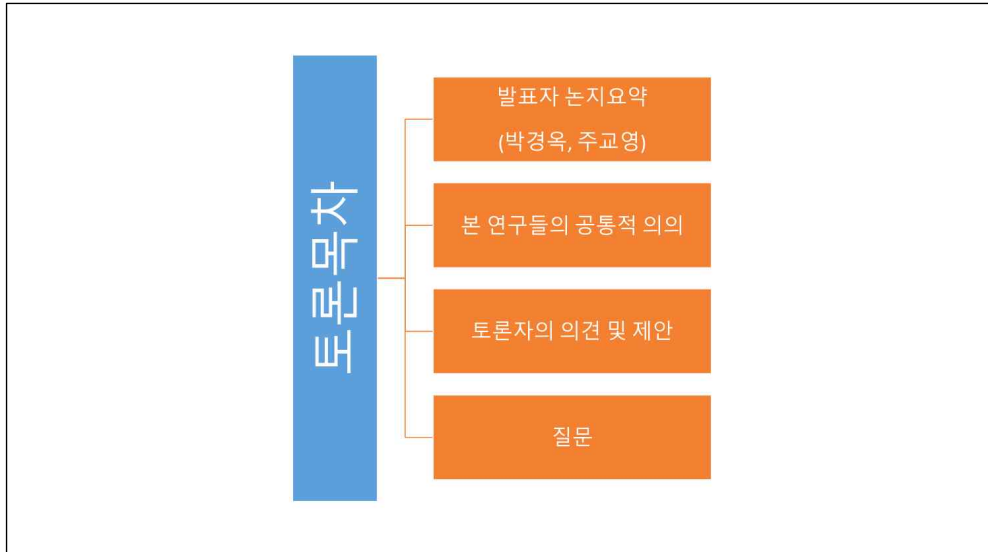 토론목차
발표자 논지요약
(박경옥, 주교영)
본 연구들의 공통적 의의
토론자의 의견 및 제안
질문